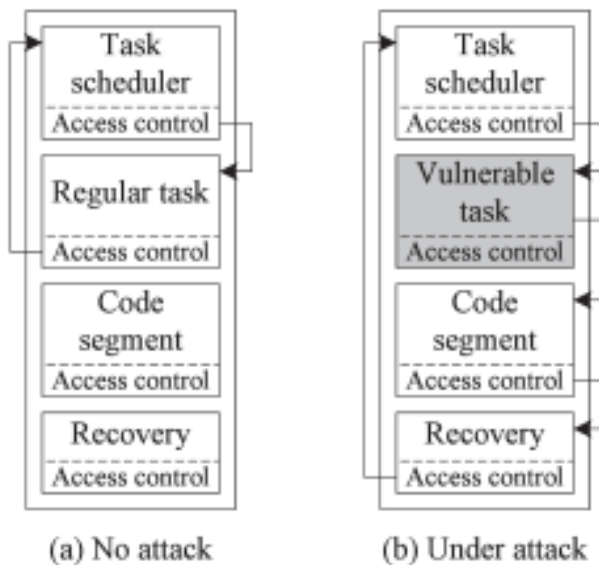 Task
scheduler
Access control
Regular task
Access control
Code
segment
Access control
Recovery
Access control
(a) No attack
Task
scheduler
Access control
Vulnerable
task
Access control
Code
segment
Access control
Recovery
Access control
(b) Under attack